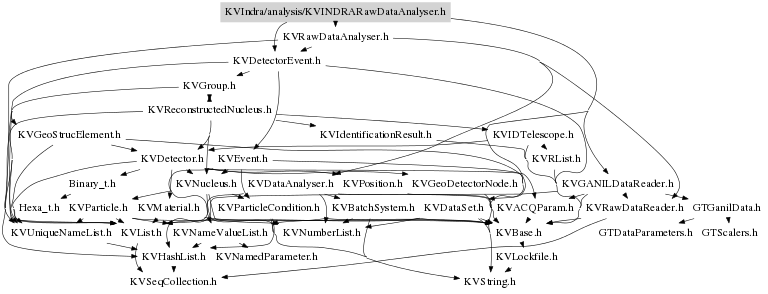 KVIndra/analysis/KVINDRARawDataAnalyser.h
KVRawDataAnalyser.h
KVDetectorEvent.h
KVGroup.h
KVReconstructedNucleus.h
KVGeoStrucElement.h
KVIdentificationResult.h
KVIDTelescope.h
KVDetector.h
KVEvent.h
KVRList.h
Binary_t.h
KVNucleus.h
KVDataAnalyser.h
KVPosition.h
KVGeoDetectorNode.h
KVGANILDataReader.h
Hexa_t.h
KVParticle.h
KVMaterial.h
KVParticleCondition.h
KVBatchSystem.h
KVDataSet.h
KVACQParam.h
KVRawDataReader.h
GTGanilData.h
KVUniqueNameList.h
KVList.h
KVNameValueList.h
KVNumberList.h
KVBase.h
GTDataParameters.h
GTScalers.h
KVHashList.h
KVNamedParameter.h
KVLockfile.h
KVSeqCollection.h
KVString.h